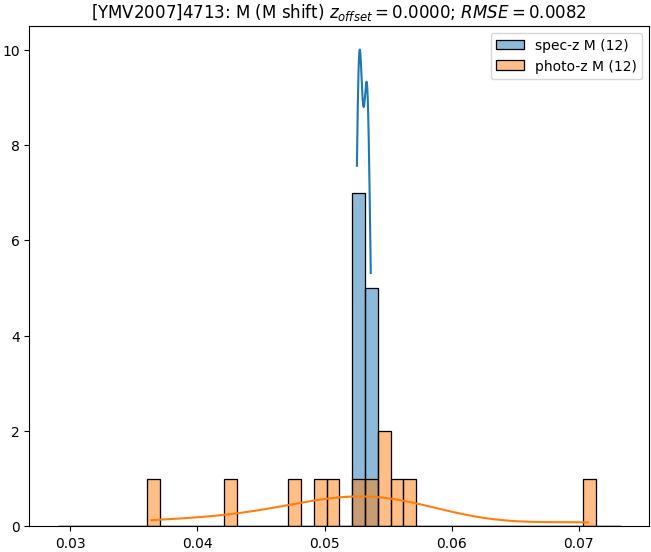 [YMV2007]4713: M (M shift) z_offset = 0.0000; RMSE = 0.0082
spec-z M (12)
photo-z M (12)
10
8
6
4
2
0
0.03 0.04 0.05 0.06 0.07